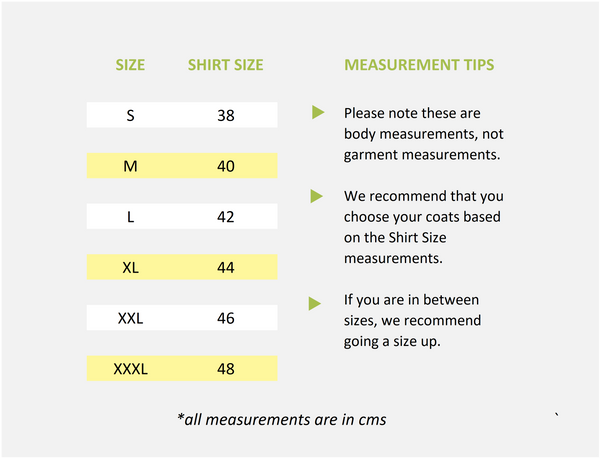 SIZE SHIRT SIZE MEASUREMENT TIPS
S 38
M 40
L 42
XL 44
XXL 46
XXXL 48
Please note these are
body measurements, not
garment measurements.
We recommend that you
choose your coats based
on the Shirt Size
measurements.
If you are in between
sizes, we recommend
going a size up.
*all measurements are in cms `